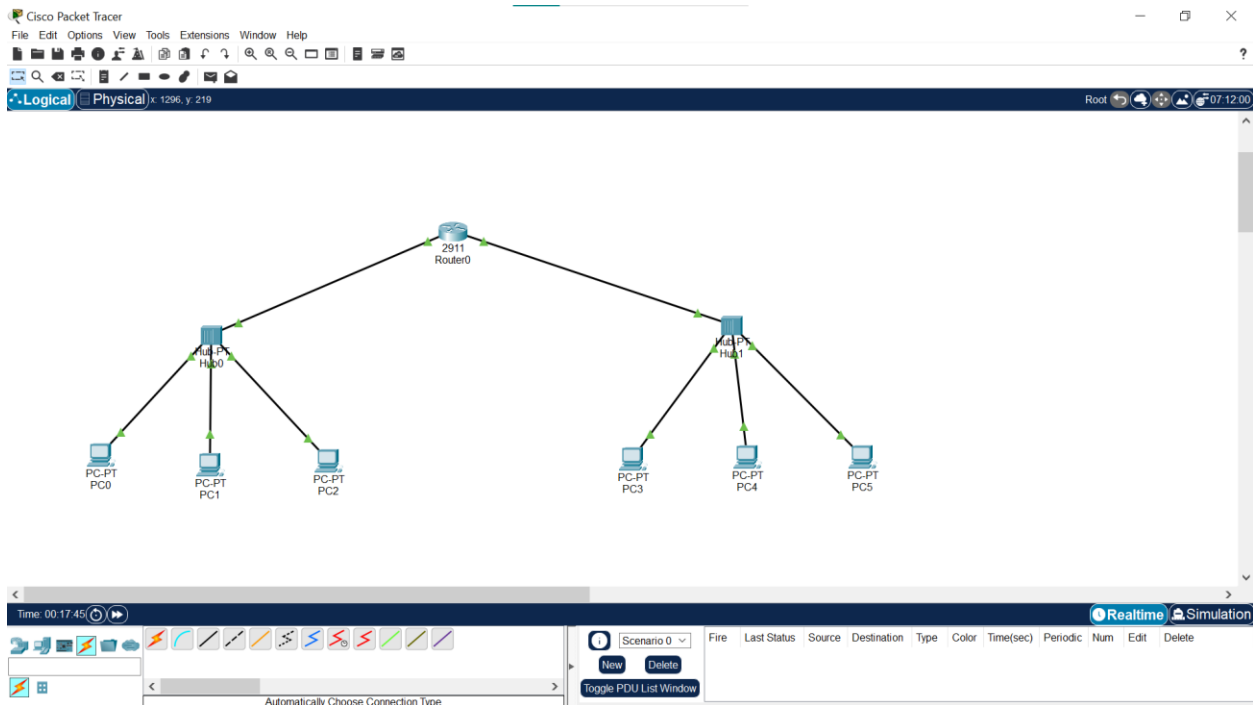 Cisco Packet Tracer
File Edit Options View Tools Extensions Window Help
?
Logical Physical x: 1296, y: 219 Root 07:12:00
2911
Router0
Hub-PT
Hub0
Hub-PT
Hub1
PC-PT
PC0
PC-PT
PC1
PC-PT
PC2
PC-PT
PC3
PC-PT
PC4
PC-PT
PC5
Time: 00:17:45 Realtime Simulation
Scenario 0 Fire Last Status Source Destination Type Color Time(sec) Periodic Num Edit Delete
New Delete
Toggle PDU List Window
Automatically Choose Connection Type